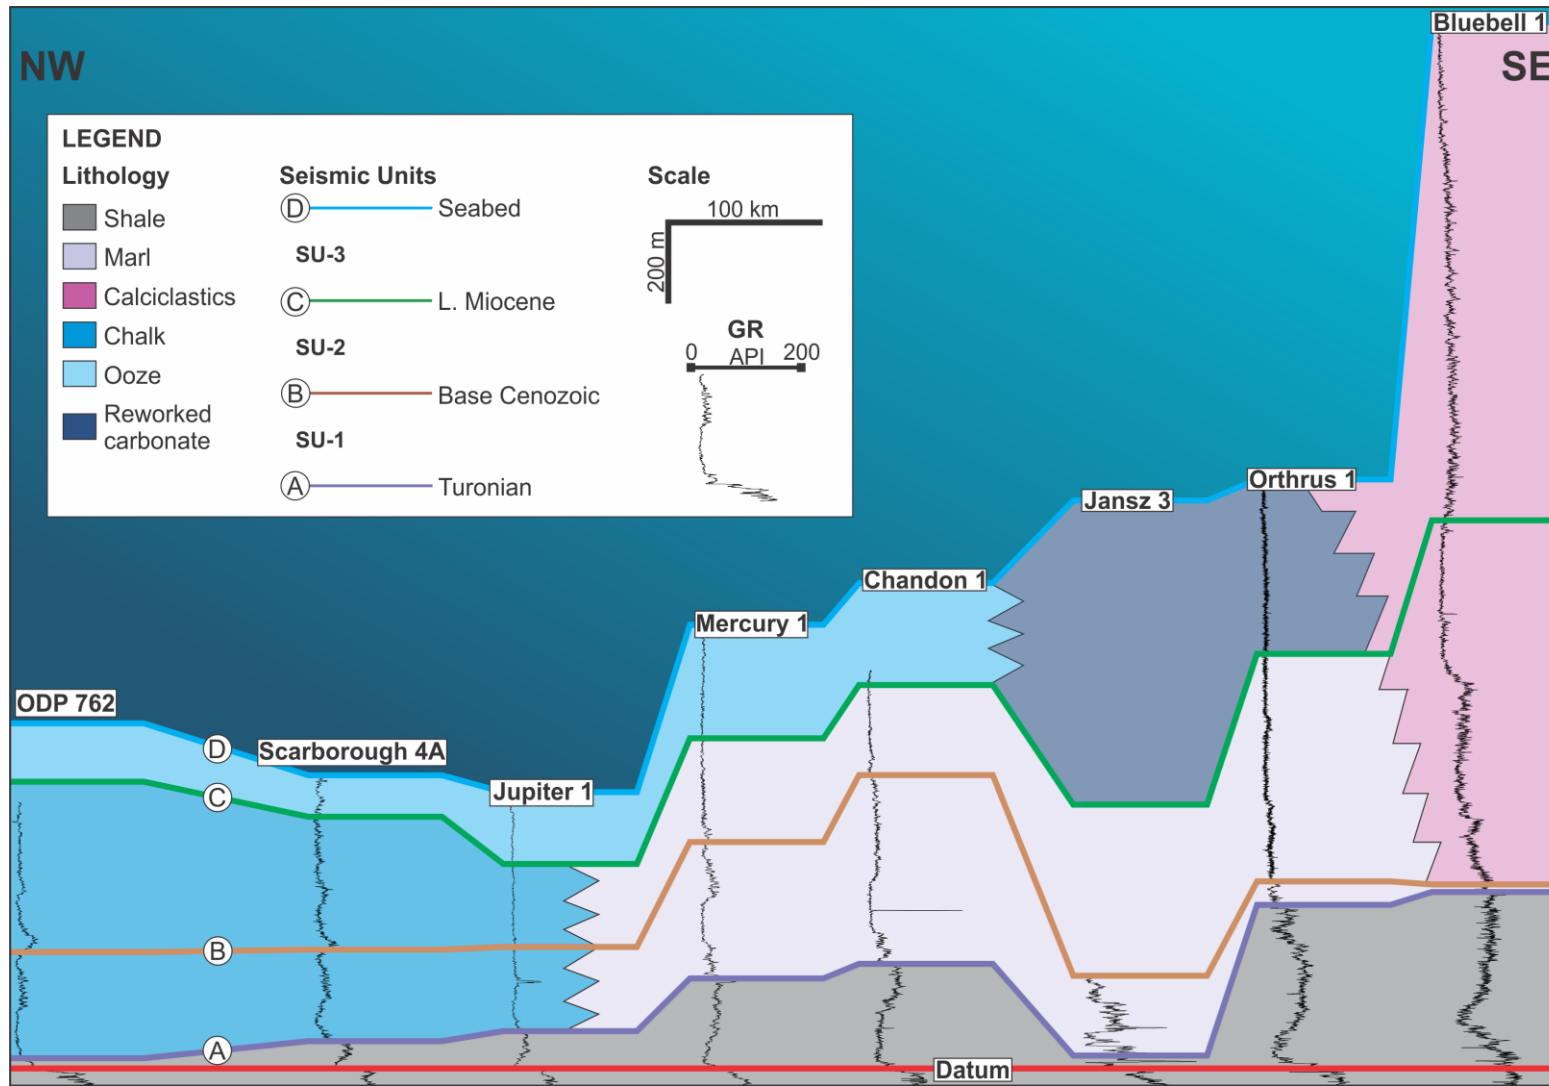 Bluebell 1
NW
SE
LEGEND
Lithology
Shale
Marl
Calciclastics
Chalk
Ooze
Reworked
carbonate
Seismic Units
D Seabed
SU-3
C L. Miocene
SU-2
B Base Cenozoic
SU-1
A Turonian
Scale
100 km
200 m
GR
0 API 200
Orthrus 1
Jansz 3
Chandon 1
Mercury 1
ODP 762
Scarborough 4A
Jupiter 1
D
C
B
A
Datum